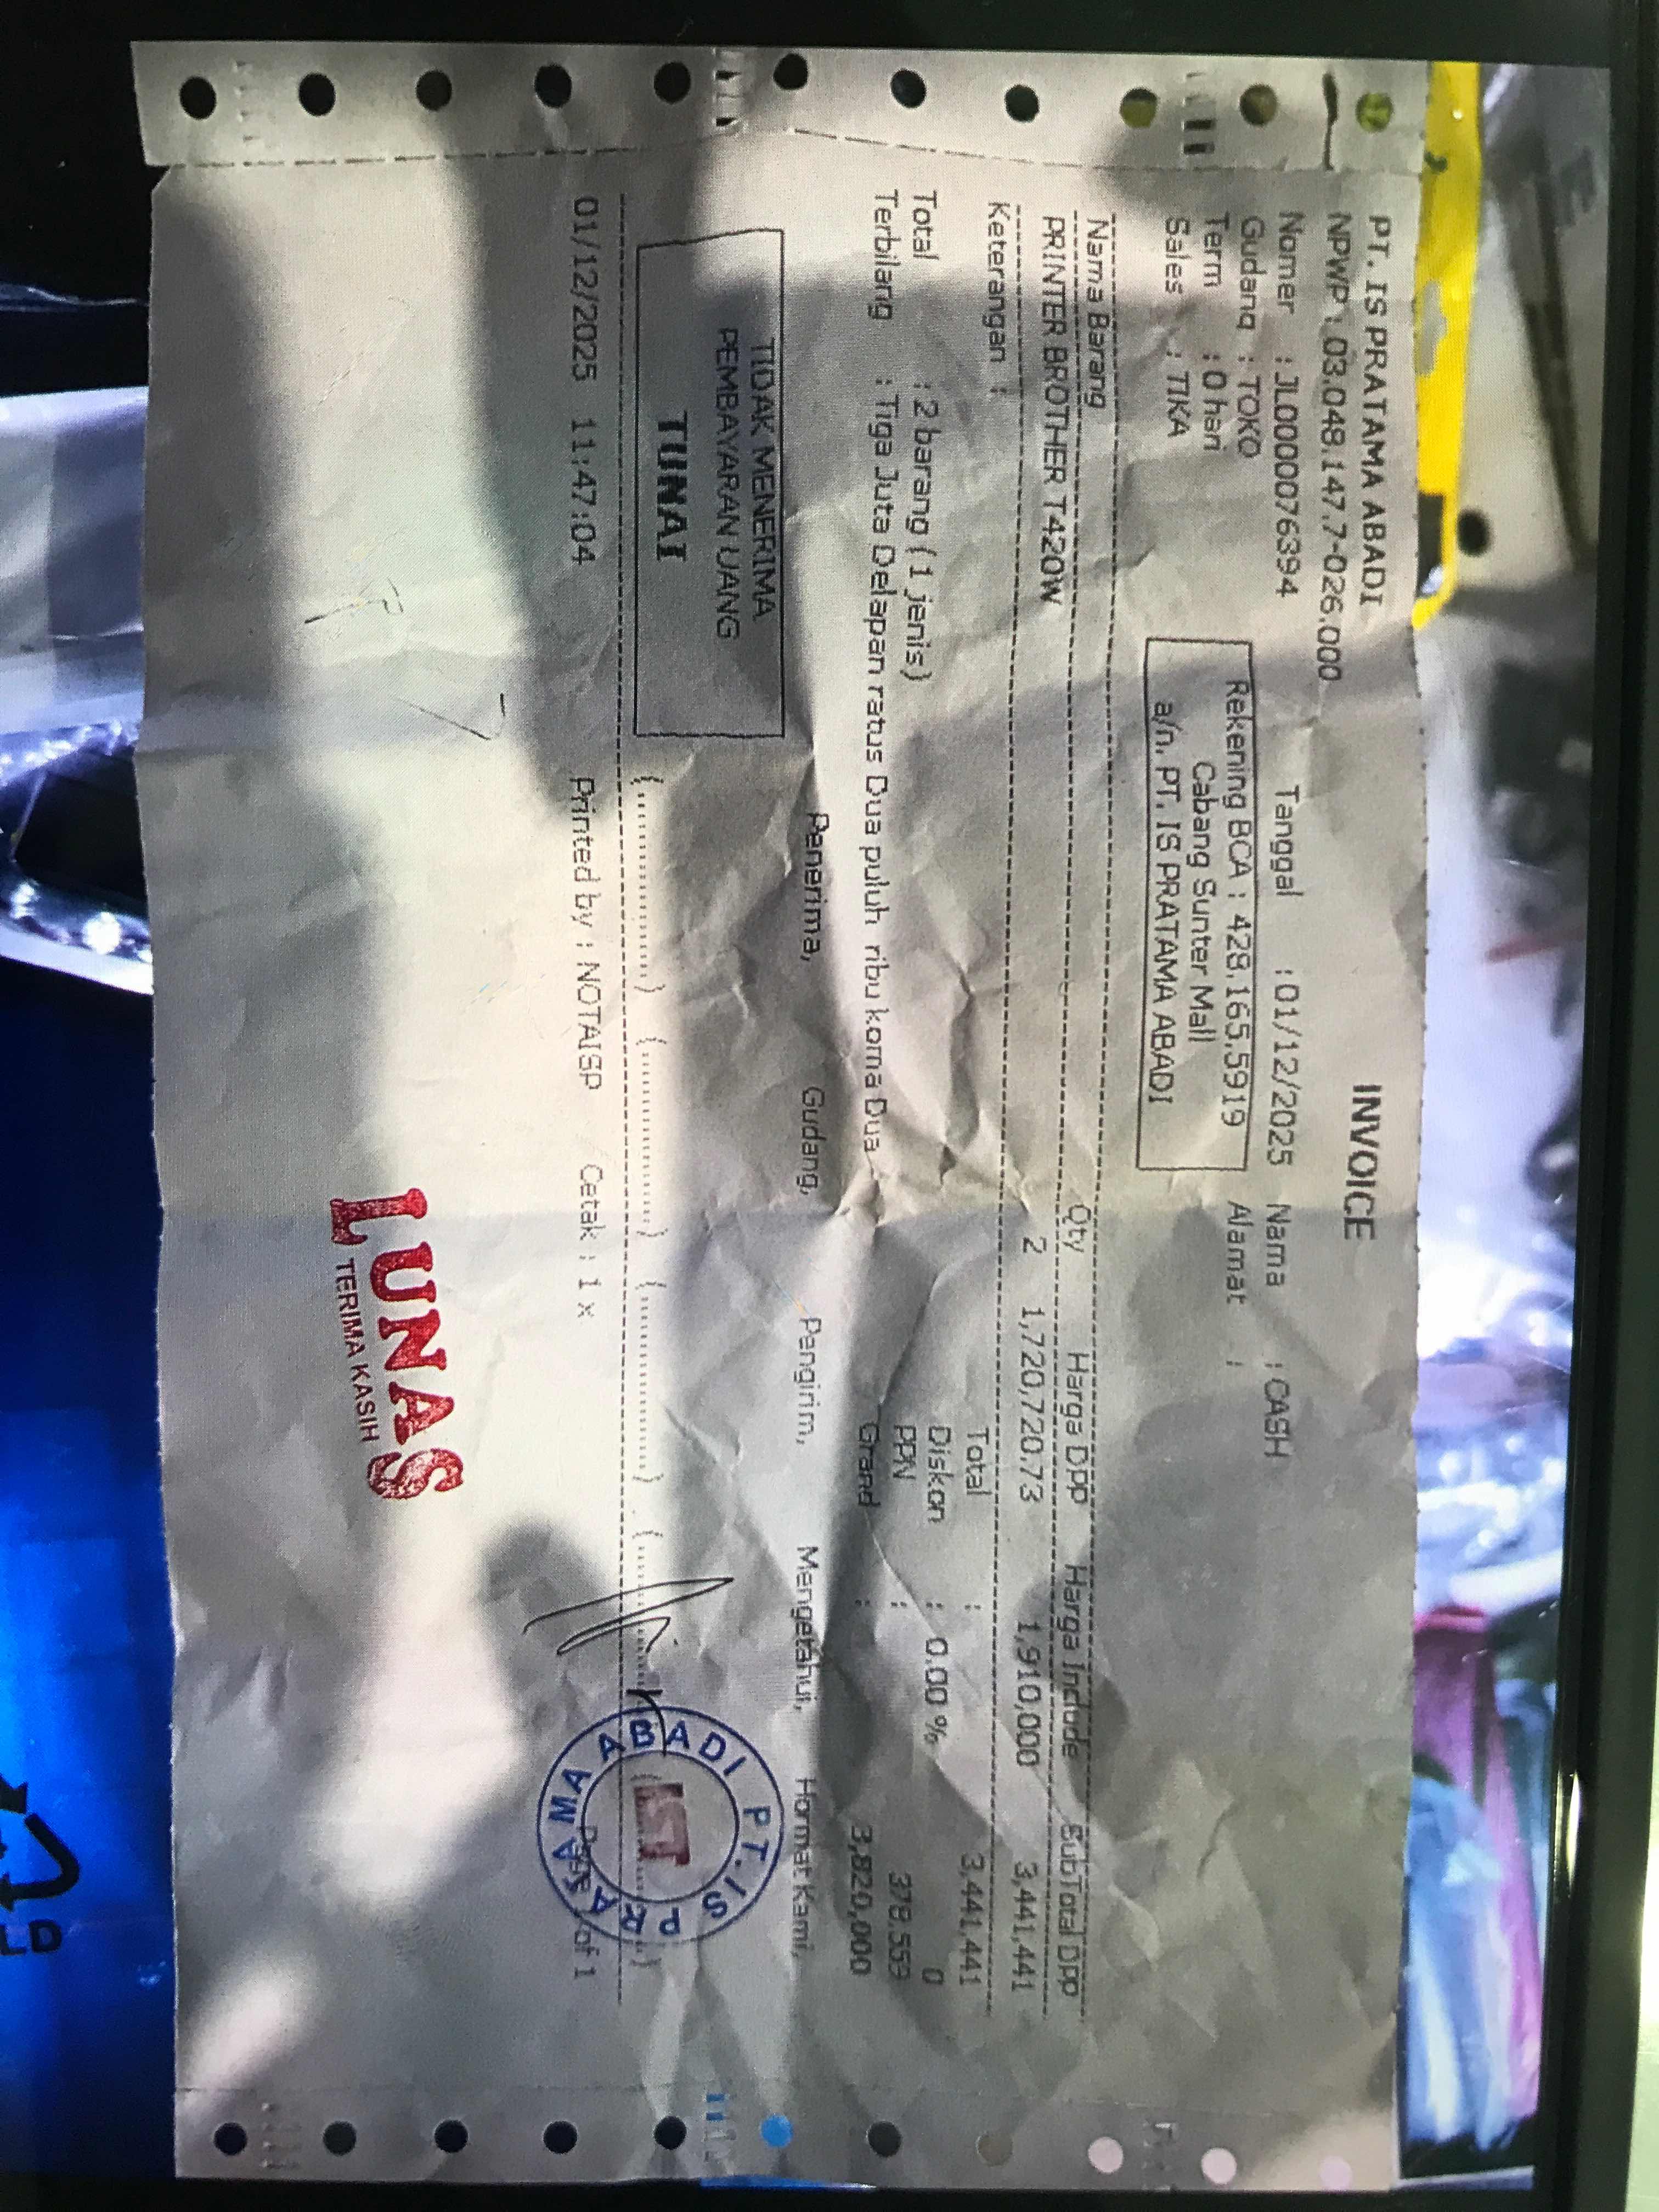 PT. IS PRATAMA ABADI
INVOICE
NPWP : 03.048.147.7-026.000
Nomer : JL0000076394 Tanggal : 01/12/2025 Nama : CASH
Gudang : TOKO Alamat :
Term : 0 hari
Sales : TIKA
Rekening BCA : 428.165.5919
Cabang Sunter Mall
a/n. PT. IS PRATAMA ABADI
Nama Barang Qty Harga DPP Harga Include SubTotal DPP
PRINTER BROTHER T420W 2 1,720,720.73 1,910,000 3,441,441
Keterangan :
Total : 3,441,441
Total : 2 barang (1 jenis) Diskon : 0.00 % 0
PPN : 378,559
Terbilang : Tiga Juta Delapan ratus Dua puluh ribu koma Dua Grand : 3,820,000
Penerima, Gudang, Pengirim, Mengetahui, Hormat Kami,
TIDAK MENERIMA
PEMBAYARAN UANG
TUNAI
01/12/2025 11:47:04 Printed by : NOTAISP Cetak : 1 x of 1
PT. IS PRATAMA ABADI
LUNAS
TERIMA KASIH